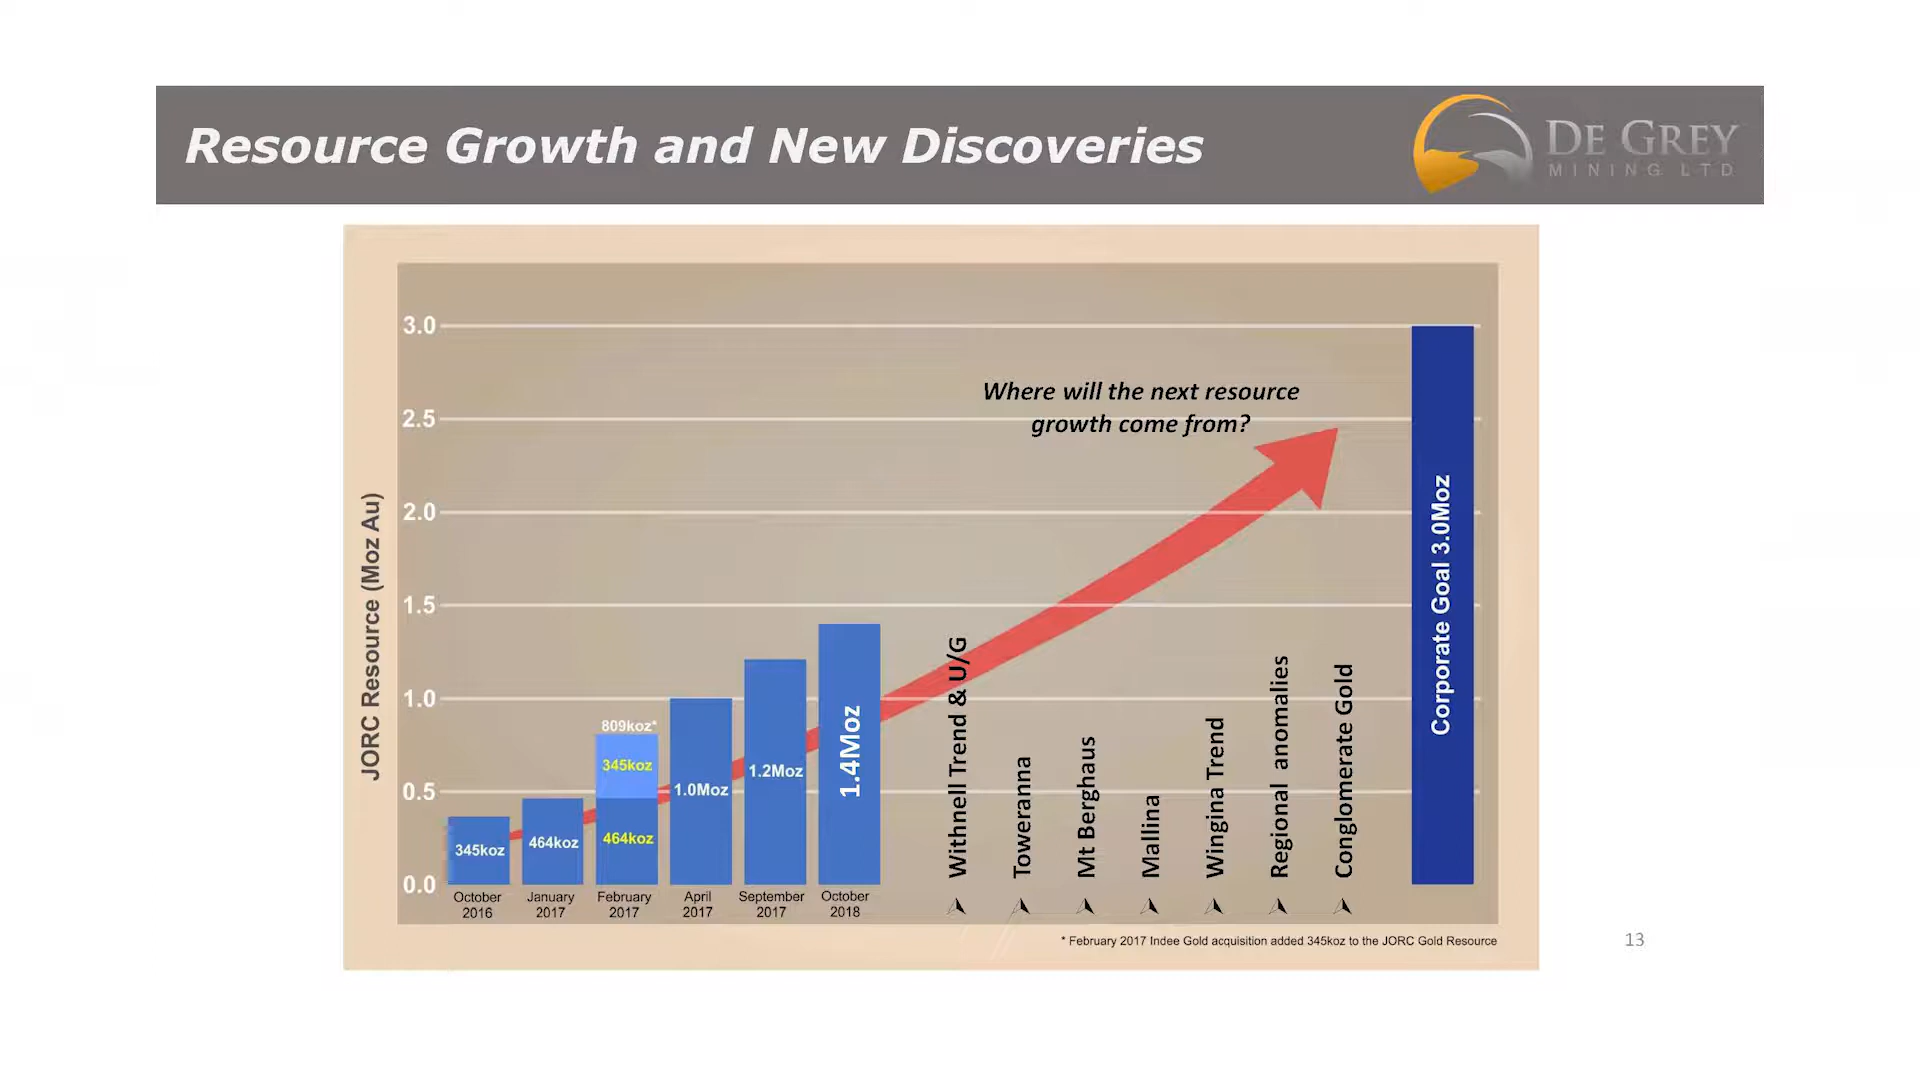 Resource Growth and New Discoveries
DE GREY
MINING LTD
JORC Resource (Moz Au)
3.0
2.5
2.0
1.5
1.0
0.5
0.0
Where will the next resource
growth come from?
345koz
464koz
809koz*
345koz
464koz
1.0Moz
1.2Moz
1.4Moz
Withnell Trend & U/G
Toweranna
Mt Berghaus
Mallina
Wingina Trend
Regional anomalies
Conglomerate Gold
Corporate Goal 3.0Moz
October
2016
January
2017
February
2017
April
2017
September
2017
October
2018
* February 2017 Indee Gold acquisition added 345koz to the JORC Gold Resource
13